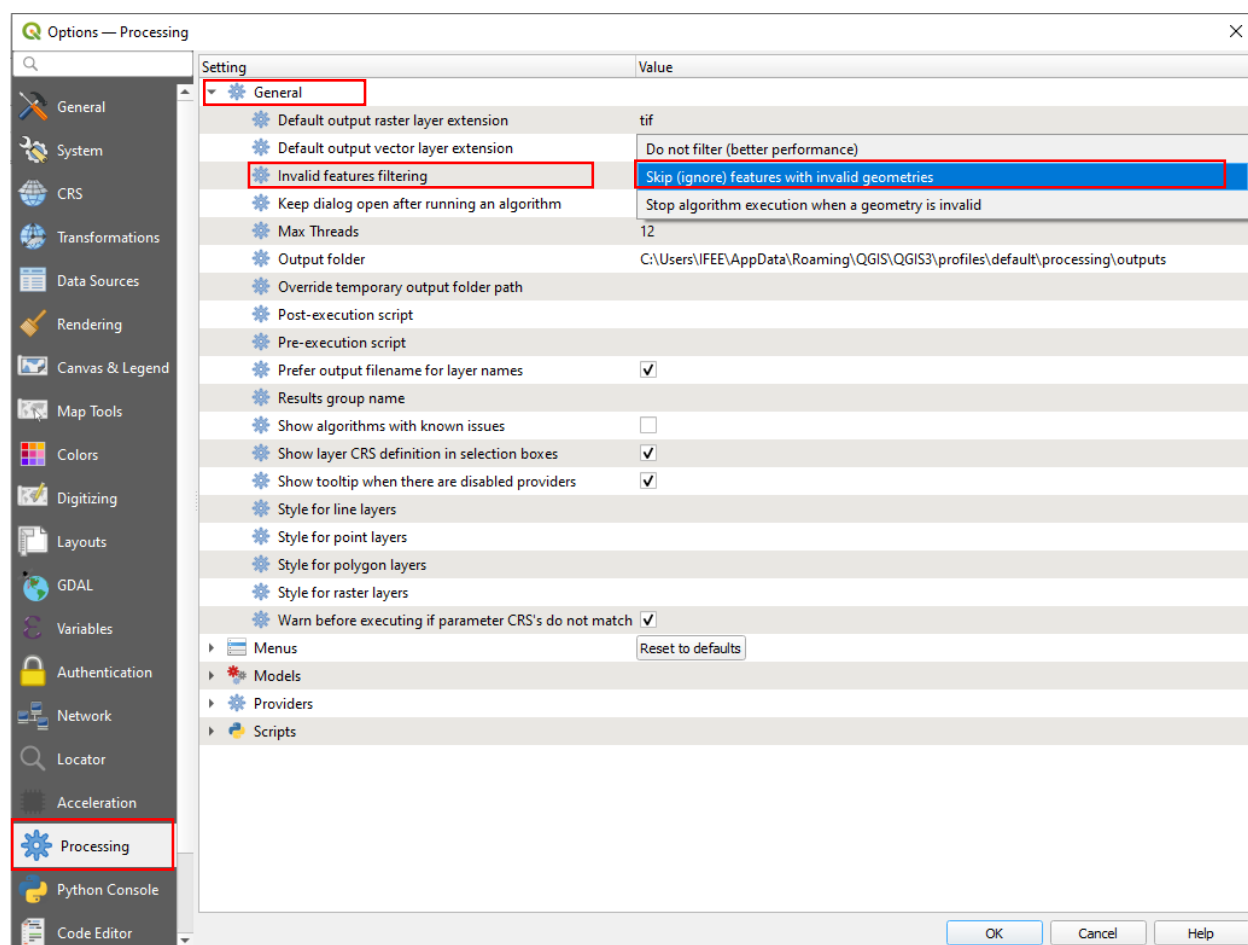 Options — Processing
Setting Value
General
System
CRS
Transformations
Data Sources
Rendering
Canvas & Legend
Map Tools
Colors
Digitizing
Layouts
GDAL
Variables
Authentication
Network
Locator
Acceleration
Processing
Python Console
Code Editor
General
Default output raster layer extension tif
Default output vector layer extension
Do not filter (better performance)
Invalid features filtering
Skip (ignore) features with invalid geometries
Keep dialog open after running an algorithm
Stop algorithm execution when a geometry is invalid
Max Threads 12
Output folder C:\Users\IFEE\AppData\Roaming\QGIS\QGIS3\profiles\default\processing\outputs
Override temporary output folder path
Post-execution script
Pre-execution script
Prefer output filename for layer names
Results group name
Show algorithms with known issues
Show layer CRS definition in selection boxes
Show tooltip when there are disabled providers
Style for line layers
Style for point layers
Style for polygon layers
Style for raster layers
Warn before executing if parameter CRS's do not match
Menus Reset to defaults
Models
Providers
Scripts
OK Cancel Help